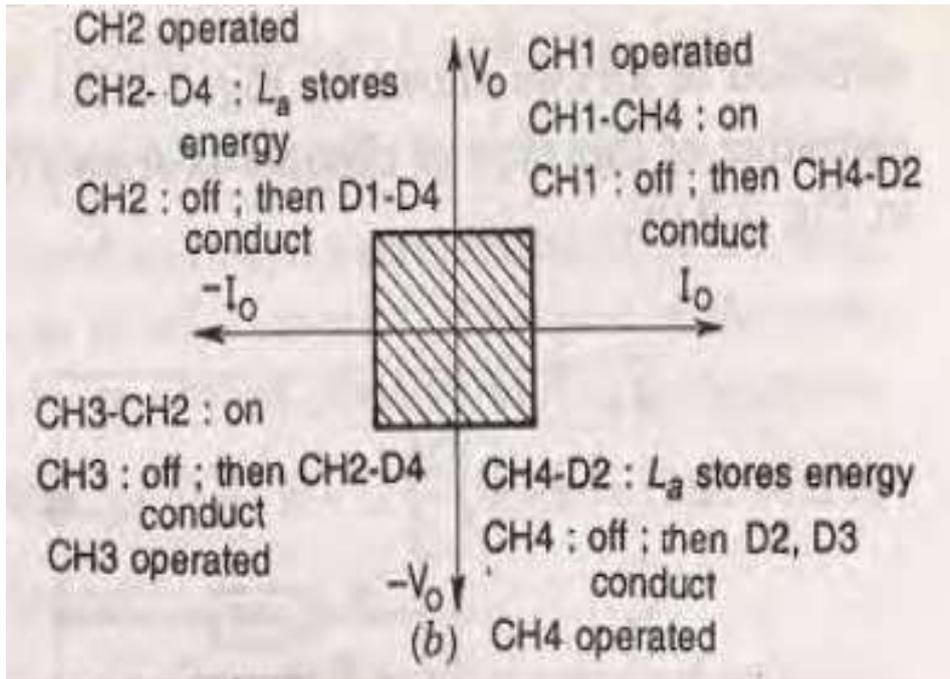 CH2 operated
CH2- D4 : La stores
energy
CH2 : off ; then D1-D4
conduct
Vo
CH1 operated
CH1-CH4 : on
CH1 : off ; then CH4-D2
conduct
-Io
Io
CH3-CH2 : on
CH3 : off ; then CH2-D4
conduct
CH3 operated
CH4-D2 : La stores energy
CH4 : off ; then D2, D3
conduct
CH4 operated
-Vo
(b)